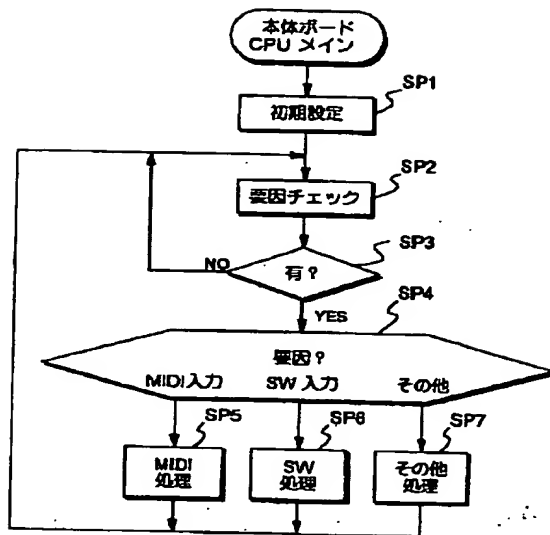 本体ボード
CPU メイン
SP1
初期設定
SP2
要因チェック
SP3
有?
NO
YES
SP4
要因?
MIDI入力 SW 入力 その他
SP5 SP6 SP7
MIDI
処理
SW
処理
その他
処理